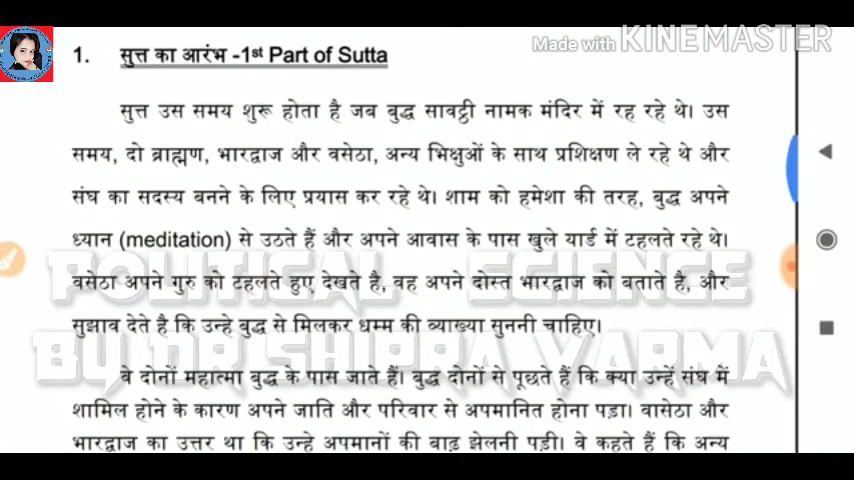 Made with KINEMASTER
1. सुत्त का आरंभ -1st Part of Sutta
सुत्त उस समय शुरू होता है जब बुद्ध सावट्ठी नामक मंदिर में रह रहे थे। उस
समय, दो ब्राह्मण, भारद्वाज और वसेठा, अन्य भिक्षुओं के साथ प्रशिक्षण ले रहे थे और
संघ का सदस्य बनने के लिए प्रयास कर रहे थे। शाम को हमेशा की तरह, बुद्ध अपने
ध्यान (meditation) से उठते हैं और अपने आवास के पास खुले यार्ड में टहलते रहे थे।
वसेठा अपने गुरु को टहलते हुए देखते है, वह अपने दोस्त भारद्वाज को बताते है, और
सुझाव देते है कि उन्हे बुद्ध से मिलकर धम्म की व्याख्या सुननी चाहिए।
POLITICAL SCIENCE
BY DR SHIPRA VARMA
वे दोनों महात्मा बुद्ध के पास जाते हैं। बुद्ध दोनों से पूछते हैं कि क्या उन्हें संघ में
शामिल होने के कारण अपने जाति और परिवार से अपमानित होना पड़ा। वासेठा और
भारद्वाज का उत्तर था कि उन्हे अपमानों की बाढ़ झेलनी पड़ी। वे कहते हैं कि अन्य